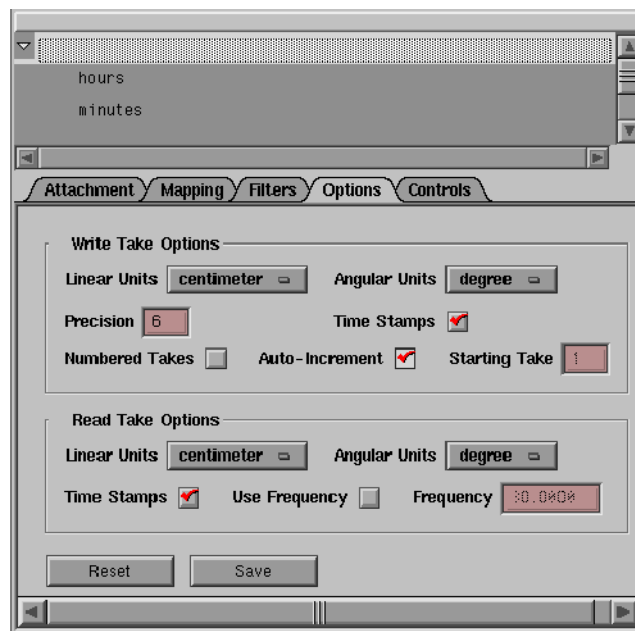 hours
minutes
Attachment Mapping Filters Options Controls
Write Take Options
Linear Units centimeter Angular Units degree
Precision 6 Time Stamps
Numbered Takes Auto-Increment Starting Take 1
Read Take Options
Linear Units centimeter Angular Units degree
Time Stamps Use Frequency Frequency 30.0000
Reset Save